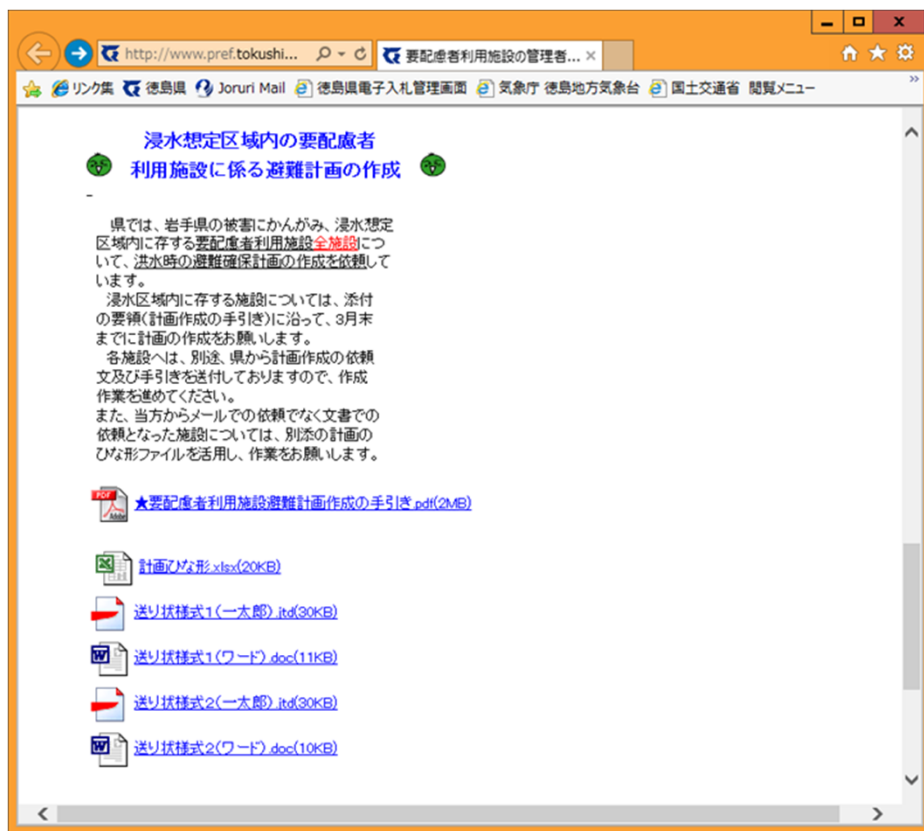 http://www.pref.tokushi...
要配慮者利用施設の管理者...
リンク集 徳島県 Joruri Mail 徳島県電子入札管理画面 気象庁 徳島地方気象台 国土交通省 閲覧メニュー
浸水想定区域内の要配慮者
利用施設に係る避難計画の作成
県では、岩手県の被害にかんがみ、浸水想定
区域内に存する要配慮者利用施設全施設につ
いて、洪水時の避難確保計画の作成を依頼して
います。
浸水区域内に存する施設については、添付
の要領(計画作成の手引き)に沿って、3月末
までに計画の作成をお願いします。
各施設へは、別途、県から計画作成の依頼
文及び手引きを送付しておりますので、作成
作業を進めてください。
また、当方からメールでの依頼でなく文書での
依頼となった施設については、別添の計画の
ひな形ファイルを活用し、作業をお願いします。
PDF
Adobe
★要配慮者利用施設避難計画作成の手引き.pdf(2MB)
計画ひな形.xlsx(20KB)
送り状様式1(一太郎).jtd(30KB)
送り状様式1(ワード).doc(11KB)
送り状様式2(一太郎).jtd(30KB)
送り状様式2(ワード).doc(10KB)